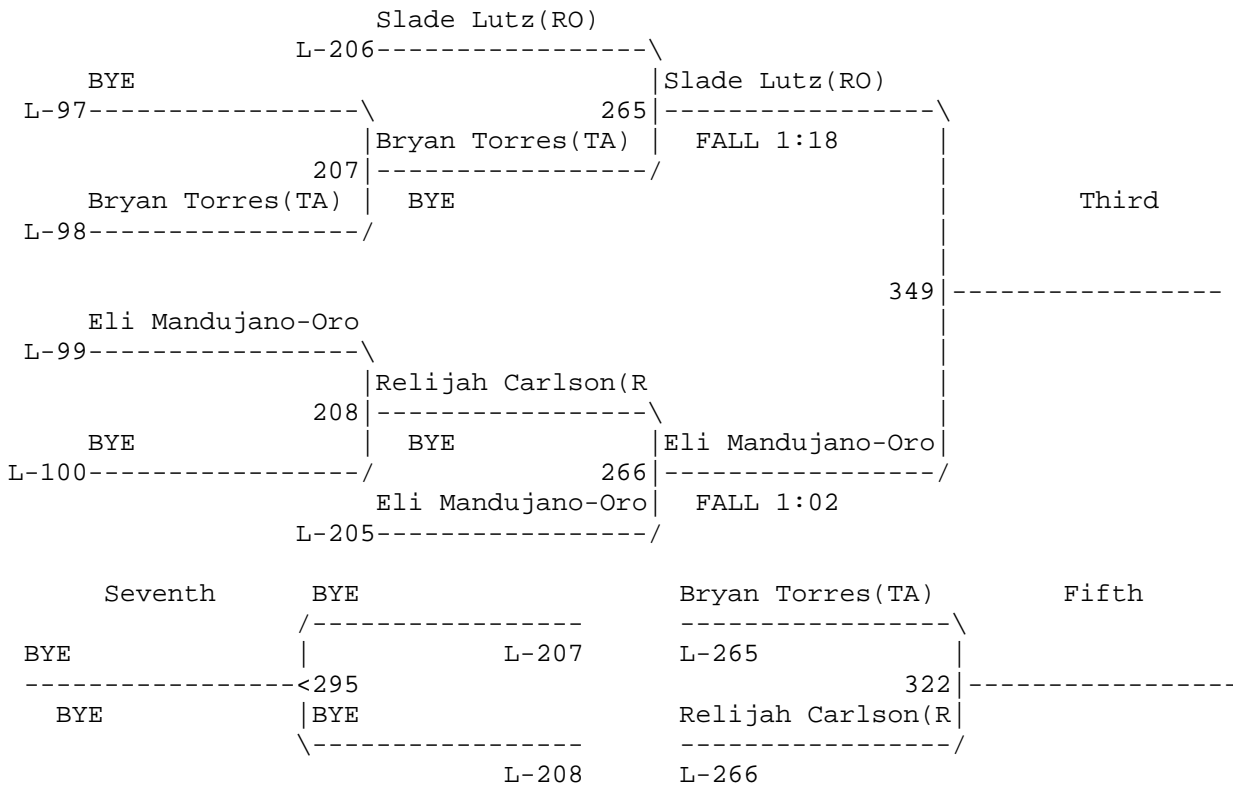 Slade Lutz(RO)
L-206-----------------\
BYE |Slade Lutz(RO)
L-97-----------------\ 265|-----------------\
|Bryan Torres(TA) | FALL 1:18 |
207|-----------------/ |
Bryan Torres(TA) | BYE | Third
L-98-----------------/ |
|
349|-----------------
Eli Mandujano-Oro |
L-99-----------------\ |
|Relijah Carlson(R |
208|-----------------\ |
BYE | BYE |Eli Mandujano-Oro|
L-100-----------------/ 266|-----------------/
Eli Mandujano-Oro| FALL 1:02
L-205-----------------/
Seventh BYE Bryan Torres(TA) Fifth
/----------------- -----------------\
BYE | L-207 L-265 |
-----------------<295 322|-----------------
BYE |BYE Relijah Carlson(R|
\----------------- -----------------/
L-208 L-266